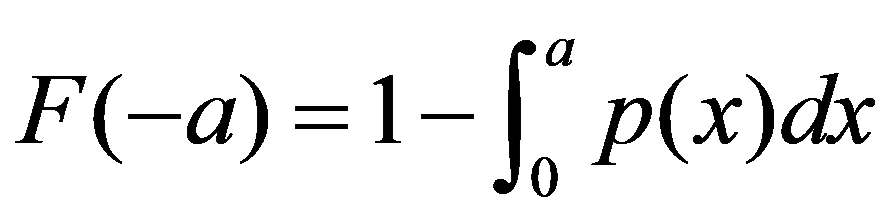 F(−a) = 1 − ∫₀ᵃ p(x)dx